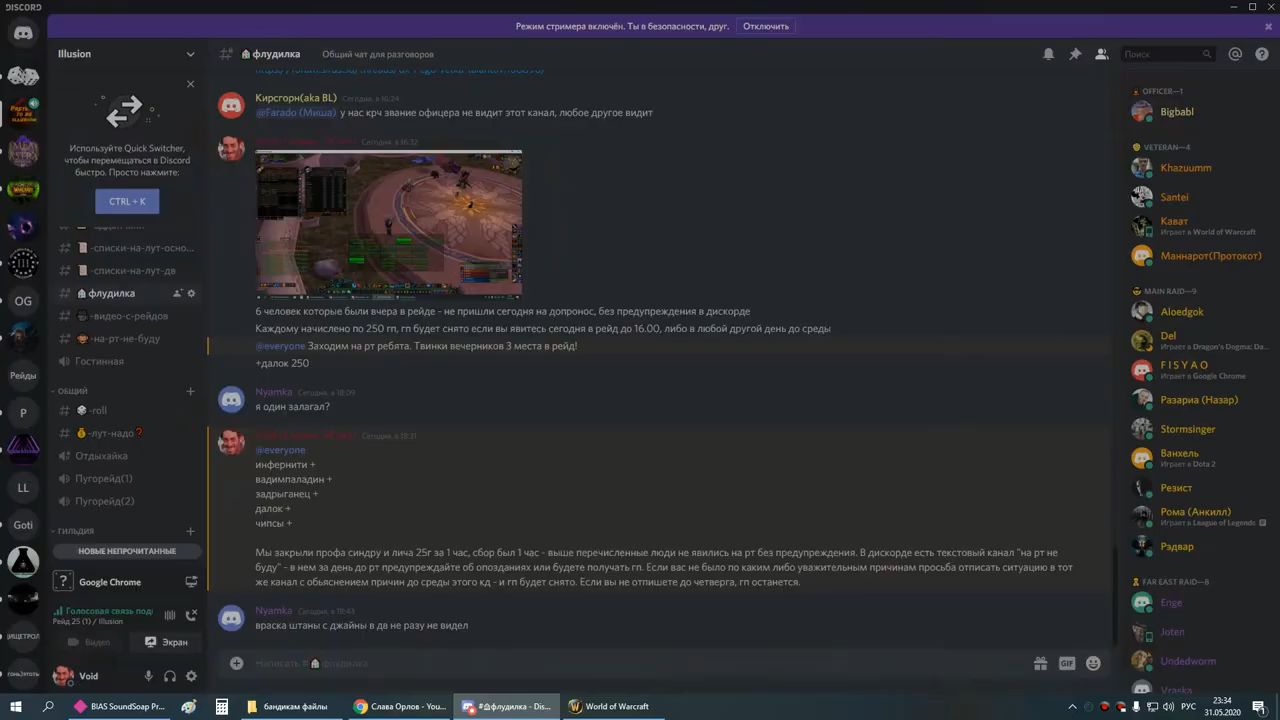 DISCORD
Режим стримера включён. Ты в безопасности, друг.
Отключить
Illusion
флудилка
Общий чат для разговоров
Поиск
Используйте Quick Switcher,
чтобы перемещаться в Discord
быстро. Просто нажмите:
CTRL + K
-списки-на-лут-осно...
-списки-на-лут-дв
флудилка
-видео-с-рейдов
-на-рт-не-буду
Гостинная
ОБЩИЙ
-roll
-лут-надо❓
Отдыхайка
Пугорейд(1)
Пугорейд(2)
ГИЛЬДИЯ
НОВЫЕ НЕПРОЧИТАННЫЕ
Google Chrome
Голосовая связь под
Рейд 25 (1) / Illusion
Видео
Экран
Void
OG
Рейды
P
LL
Goti
Кирсгорн(aka BL)
Сегодня, в 16:24
@Farado (Миша) у нас крч звание офицера не видит этот канал, любое другое видит
Сегодня, в 16:32
6 человек которые были вчера в рейде - не пришли сегодня на допронос, без предупреждения в дискорде
Каждому начислено по 250 гп, гп будет снято если вы явитесь сегодня в рейд до 16.00, либо в любой другой день до среды
@everyone Заходим на рт ребята. Твинки вечерников 3 места в рейд!
+далок 250
Nyamka
Сегодня, в 18:09
я один залагал?
Сегодня, в 18:31
@everyone
инфернити +
вадимпаладин +
задрыганец +
далок +
чипсы +
Мы закрыли профа синдру и лича 25г за 1 час, сбор был 1 час - выше перечисленные люди не явились на рт без предупреждения. В дискорде есть текстовый канал "на рт не
буду" - в нем за день до рт предупреждайте об опозданиях или будете получать гп. Если вас не было по каким либо уважительным причинам просьба отписать ситуацию в тот
же канал с обьяснением причин до среды этого кд - и гп будет снято. Если вы не отпишете до четверга, гп останется.
Nyamka
Сегодня, в 18:43
враска штаны с джайны в дв не разу не видел
Написать #флудилка
GIF
OFFICER—1
Bigbabl
VETERAN—4
Khazuumm
Santei
Кават
Играет в World of Warcraft
Маннарот(Протокот)
MAIN RAID—9
Aloedgok
Del
Играет в Dragon's Dogma: Da...
F I S Y A O
Играет в Google Chrome
Разариа (Назар)
Stormsinger
Ванхель
Играет в Dota 2
Резист
Рома (Анкилл)
Играет в League of Legends
Рэдвар
FAR EAST RAID—8
Enge
Joten
Undedworm
Vraska
BIAS SoundSoap Pr...
бандикам файлы
Слава Орлов - You...
#флудилка - Dis...
World of Warcraft
РУС
23:34
31.05.2020